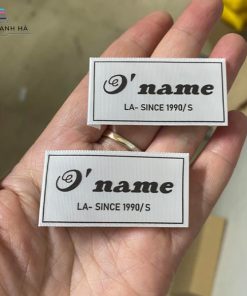 ANH HÀ
O' name
LA- SINCE 1990/S
O' name
LA- SINCE 1990/S